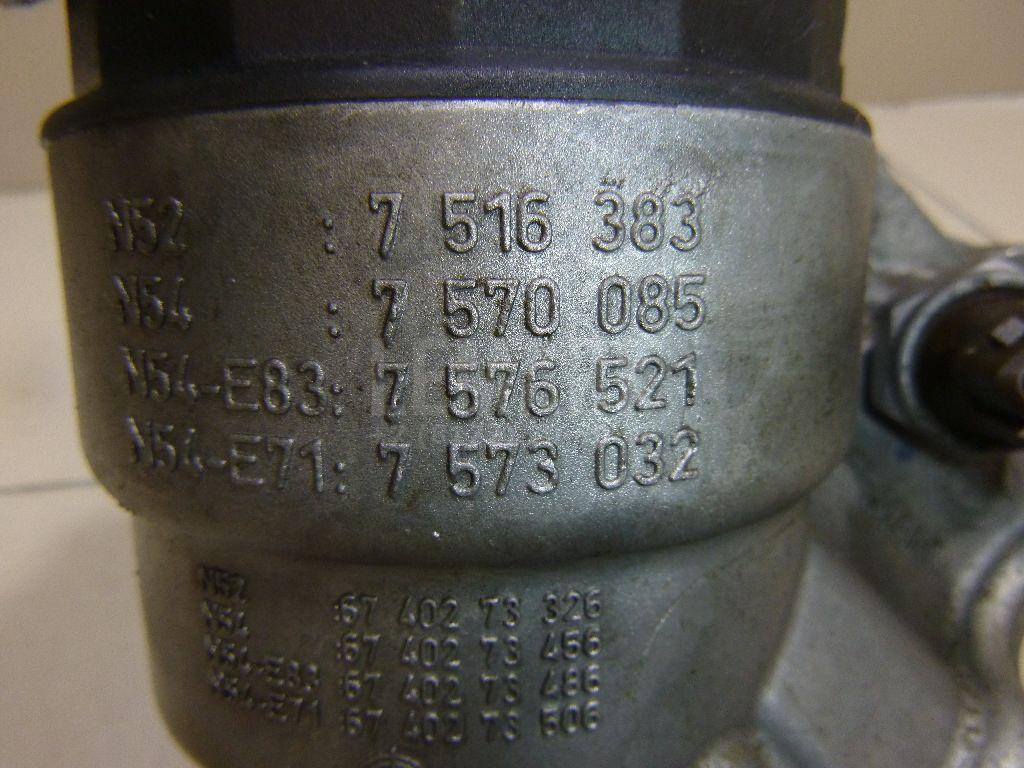 N52 : 7 516 383
N54 : 7 570 085
N54-E83: 7 576 521
N54-E71: 7 573 032
N52 :67 402 73 326
N54 :67 402 73 456
N54-E83 :67 402 73 486
N54-E71 :67 402 73 506